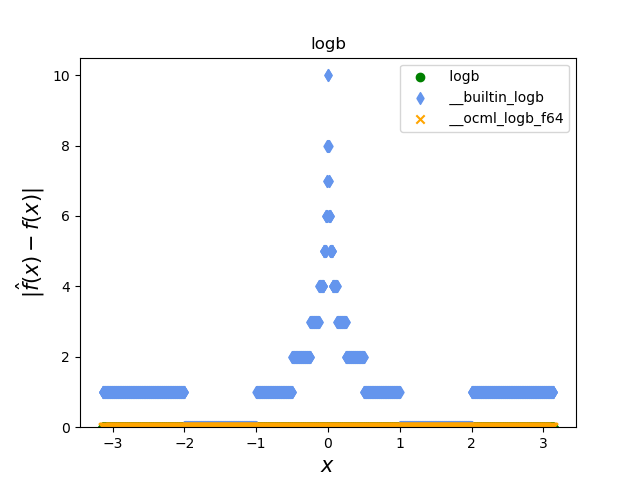 logb
logb
__builtin_logb
__ocml_logb_f64
10
8
6
4
2
0
|f̂(x) − f(x)|
−3 −2 −1 0 1 2 3
x